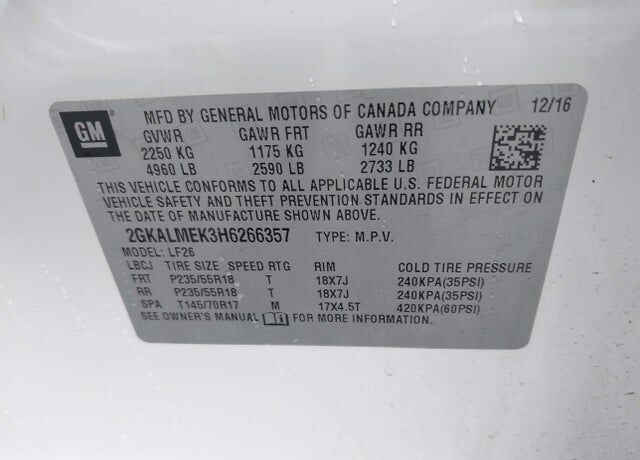 GM
MFD BY GENERAL MOTORS OF CANADA COMPANY 12/16
GVWR GAWR FRT GAWR RR
2250 KG 1175 KG 1240 KG
4960 LB 2590 LB 2733 LB
THIS VEHICLE CONFORMS TO ALL APPLICABLE U.S. FEDERAL MOTOR
VEHICLE SAFETY AND THEFT PREVENTION STANDARDS IN EFFECT ON
THE DATE OF MANUFACTURE SHOWN ABOVE.
2GKALMEK3H6266357 TYPE: M.P.V.
MODEL: LF26
LBCJ TIRE SIZE SPEED RTG RIM COLD TIRE PRESSURE
FRT P235/55R18 T 18X7J 240KPA(35PSI)
RR P235/55R18 T 18X7J 240KPA(35PSI)
SPA T145/70R17 M 17X4.5T 420KPA(60PSI)
SEE OWNER'S MANUAL FOR MORE INFORMATION.